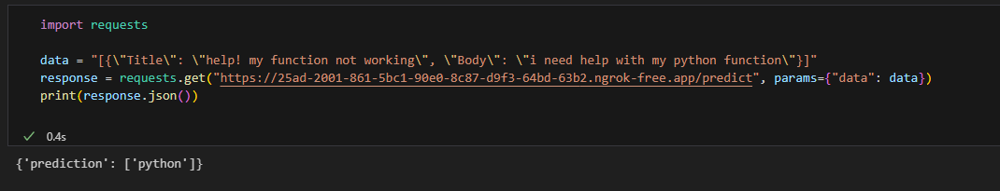 import requests
data = "[{\"Title\": \"help! my function not working\", \"Body\": \"i need help with my python function\"}]"
response = requests.get("https://25ad-2001-861-5bc1-90e0-8c87-d9f3-64bd-63b2.ngrok-free.app/predict", params={"data": data})
print(response.json())
0.4s
{'prediction': ['python']}